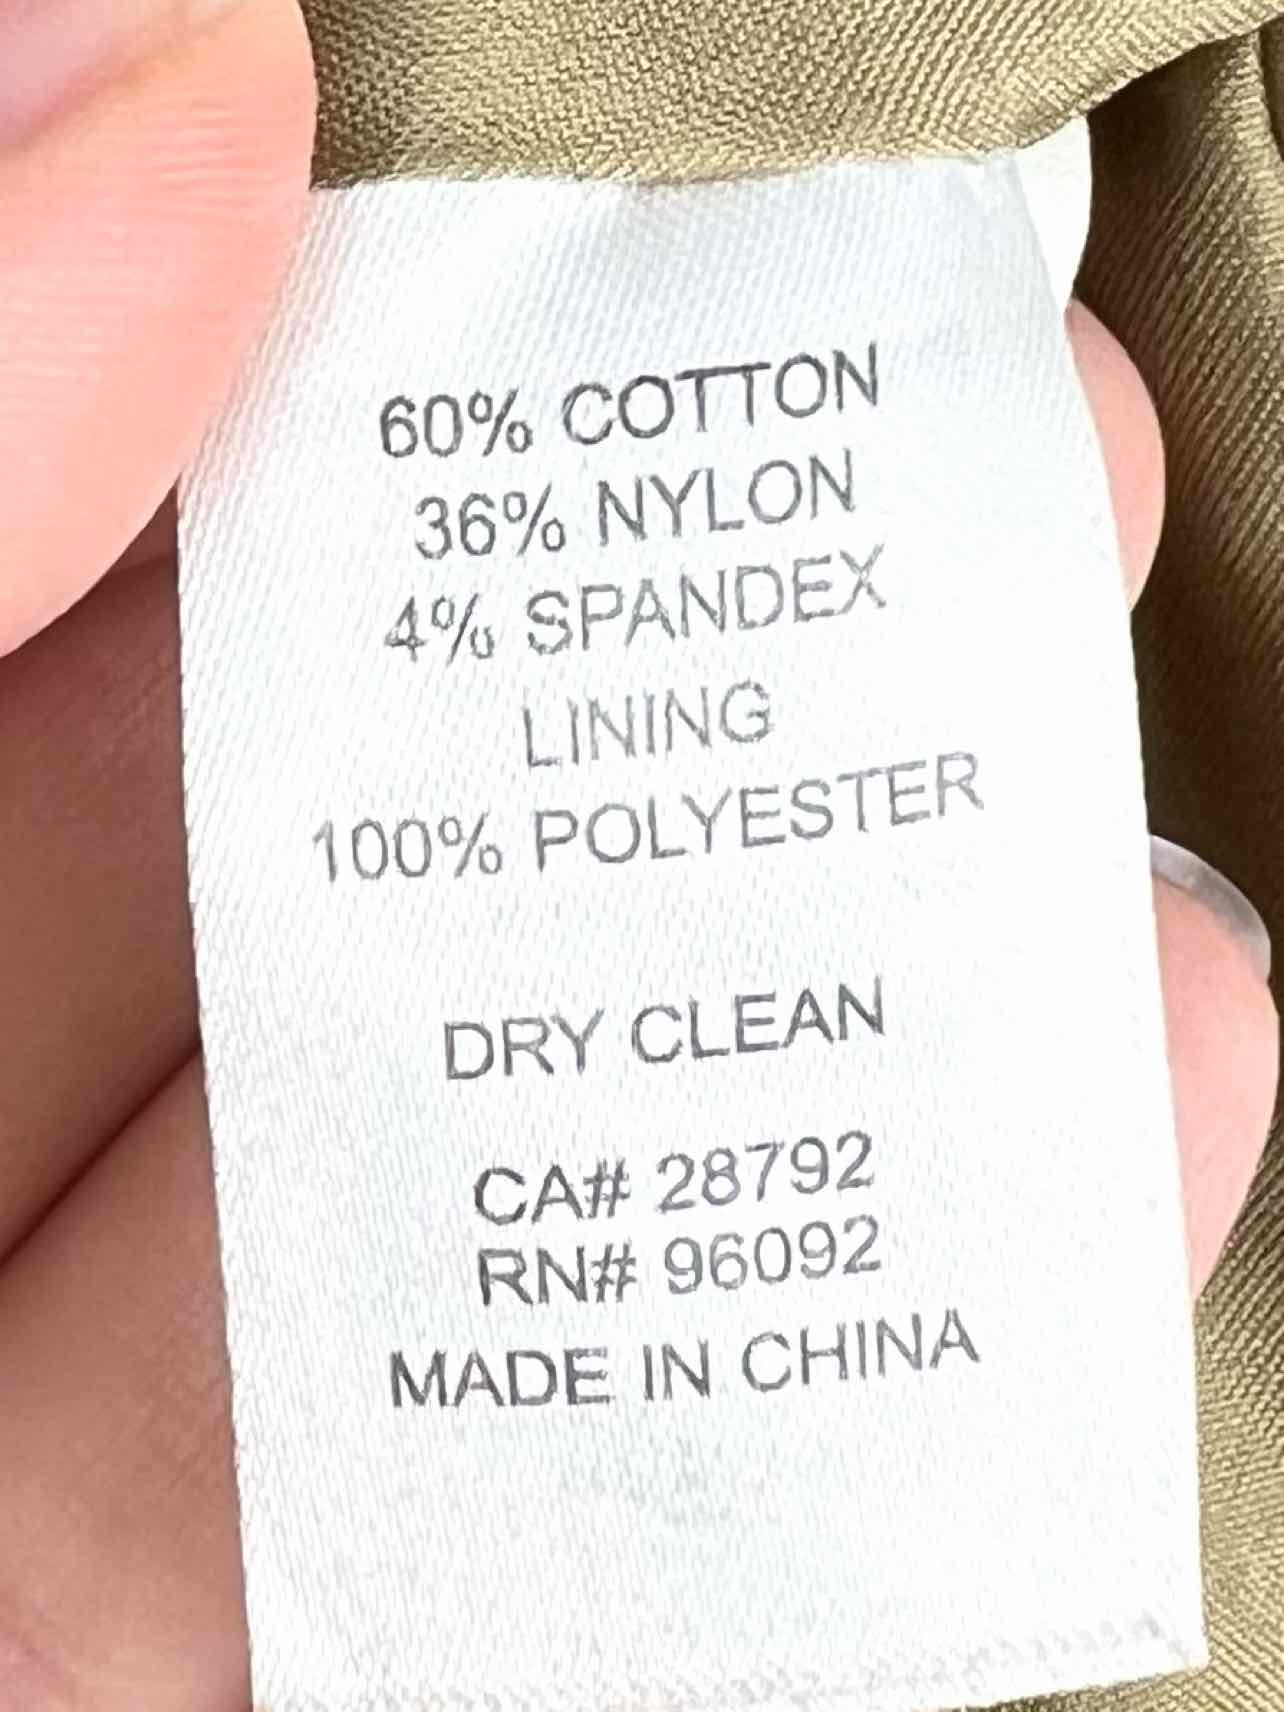 60% COTTON
36% NYLON
4% SPANDEX
LINING
100% POLYESTER
DRY CLEAN
CA# 28792
RN# 96092
MADE IN CHINA